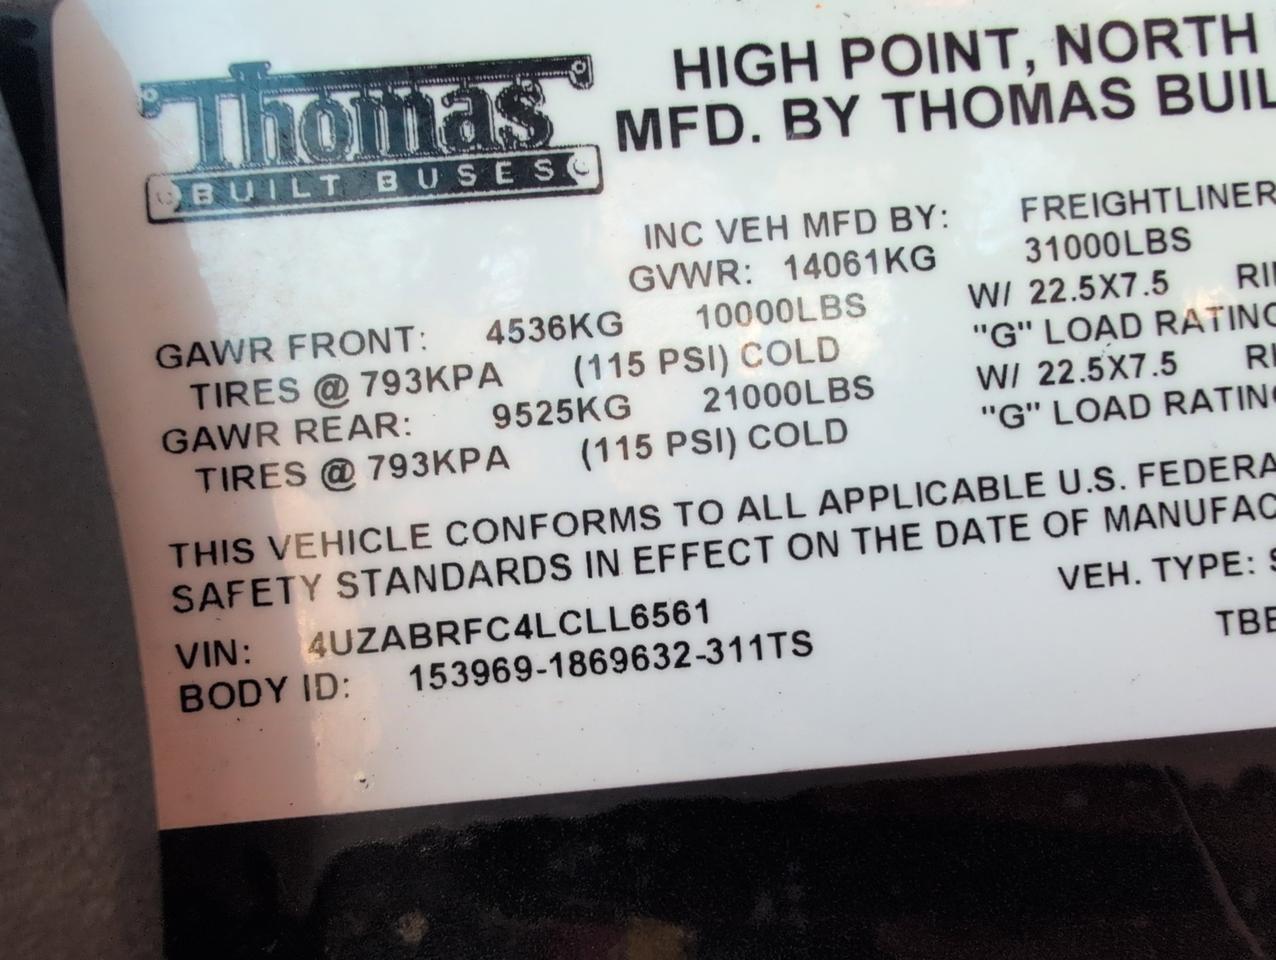 Thomas
BUILT BUSES
HIGH POINT, NORTH
MFD. BY THOMAS BUIL
INC VEH MFD BY: FREIGHTLINER
GVWR: 14061KG 31000LBS
GAWR FRONT: 4536KG 10000LBS W/ 22.5X7.5 RI
TIRES @ 793KPA (115 PSI) COLD "G" LOAD RATING
GAWR REAR: 9525KG 21000LBS W/ 22.5X7.5 RI
TIRES @ 793KPA (115 PSI) COLD "G" LOAD RATING
THIS VEHICLE CONFORMS TO ALL APPLICABLE U.S. FEDERA
SAFETY STANDARDS IN EFFECT ON THE DATE OF MANUFAC
VEH. TYPE: S
VIN: 4UZABRFC4LCLL6561
TBB
BODY ID: 153969-1869632-311TS